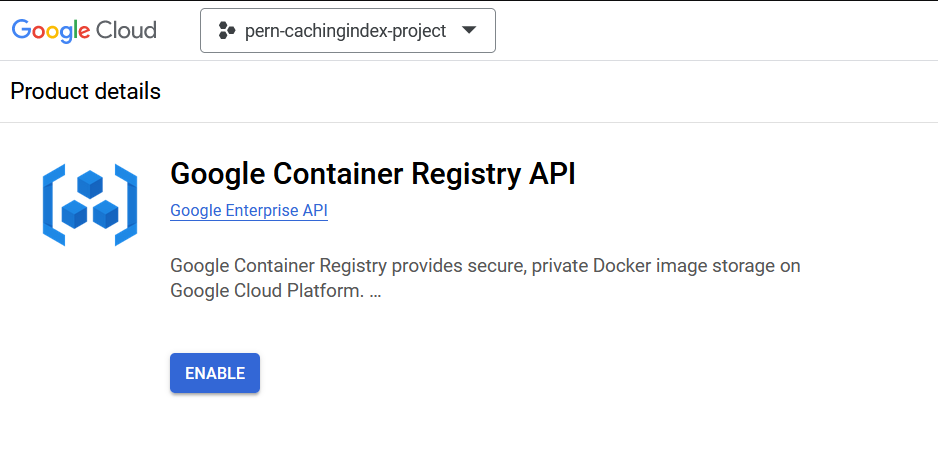 Google Cloud
pern-cachingindex-project
Product details
Google Container Registry API
Google Enterprise API
Google Container Registry provides secure, private Docker image storage on
Google Cloud Platform. ...
ENABLE